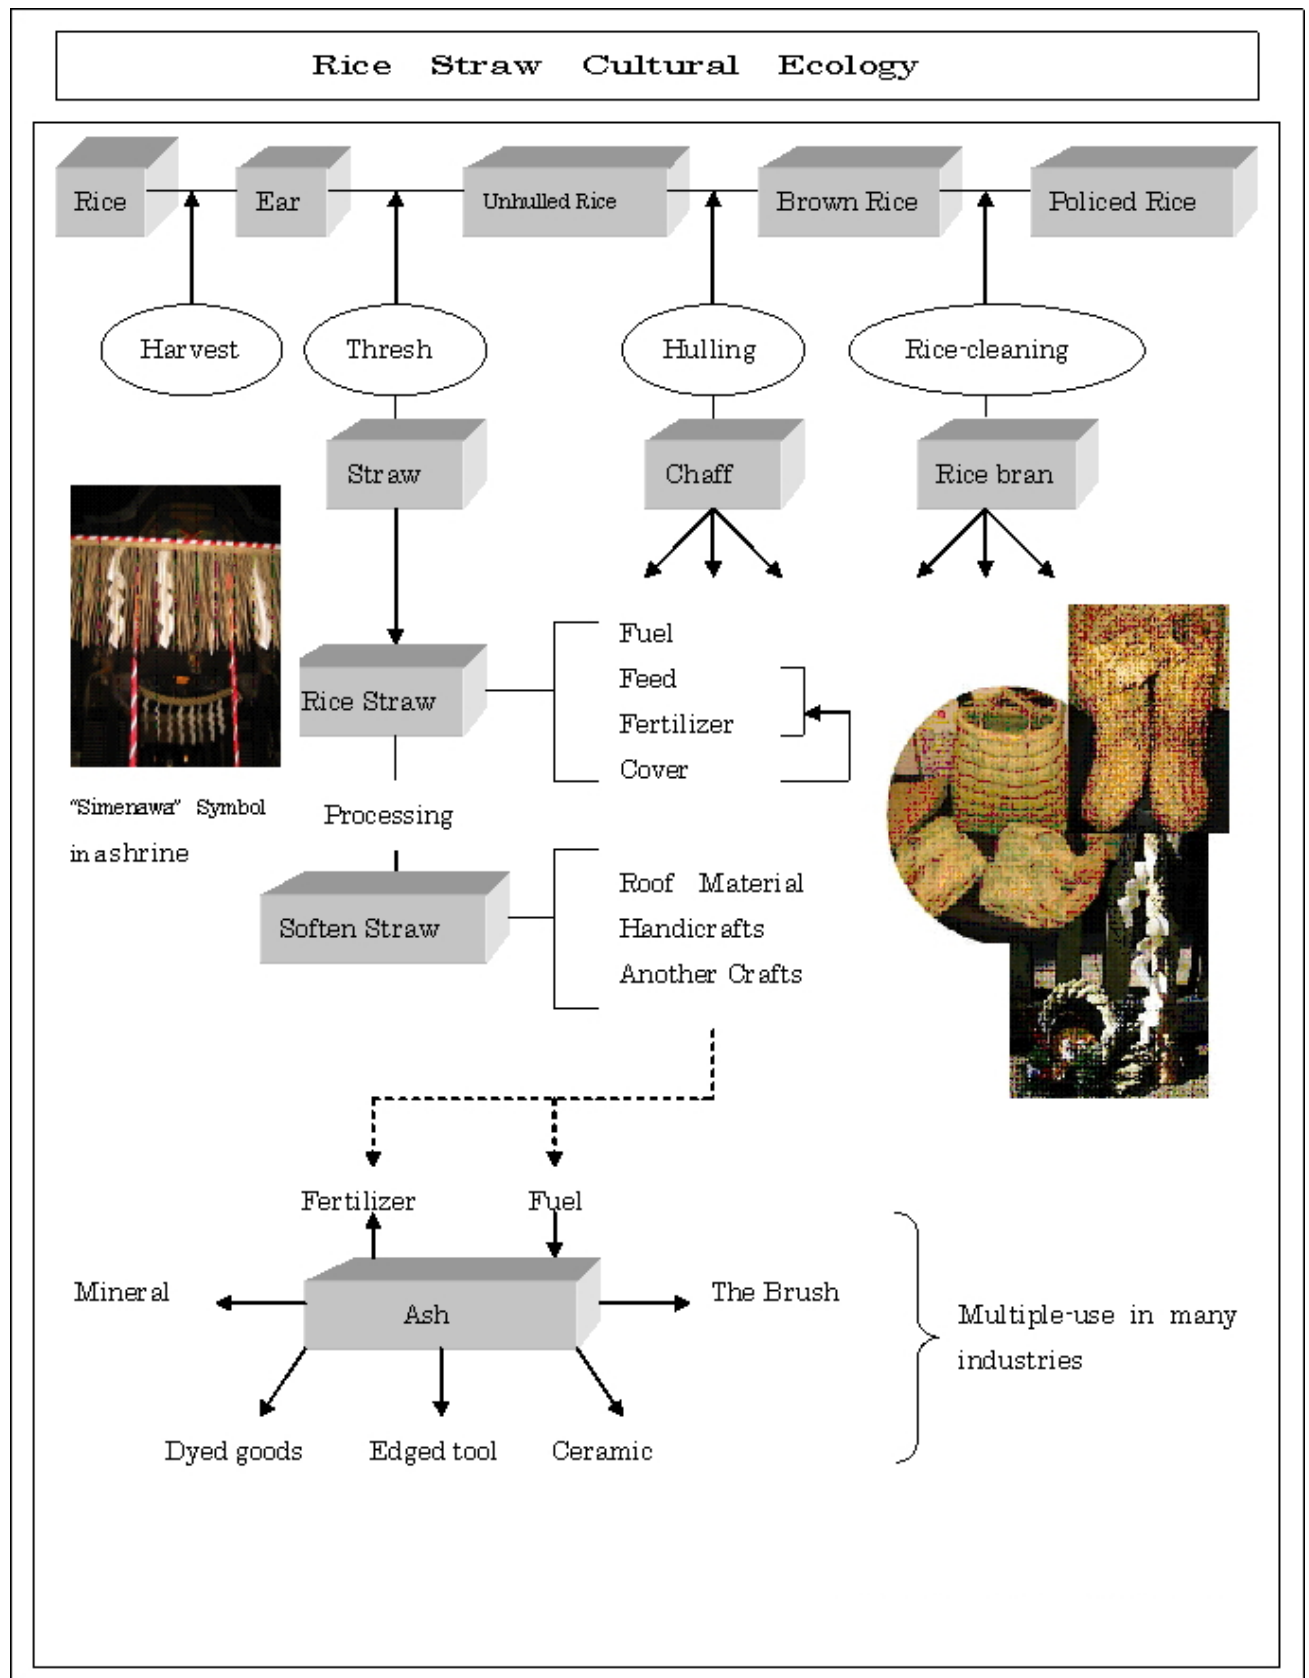 Rice Straw Cultural Ecology
Rice
Ear
Unhulled Rice
Brown Rice
Policed Rice
Harvest
Thresh
Hulling
Rice-cleaning
Straw
Chaff
Rice bran
Rice Straw
Fuel
Feed
Fertilizer
Cover
"Simenawa" Symbol
in a shrine
Processing
Soften Straw
Roof Material
Handicrafts
Another Crafts
Fertilizer
Fuel
Mineral
Ash
The Brush
Multiple-use in many
industries
Dyed goods
Edged tool
Ceramic